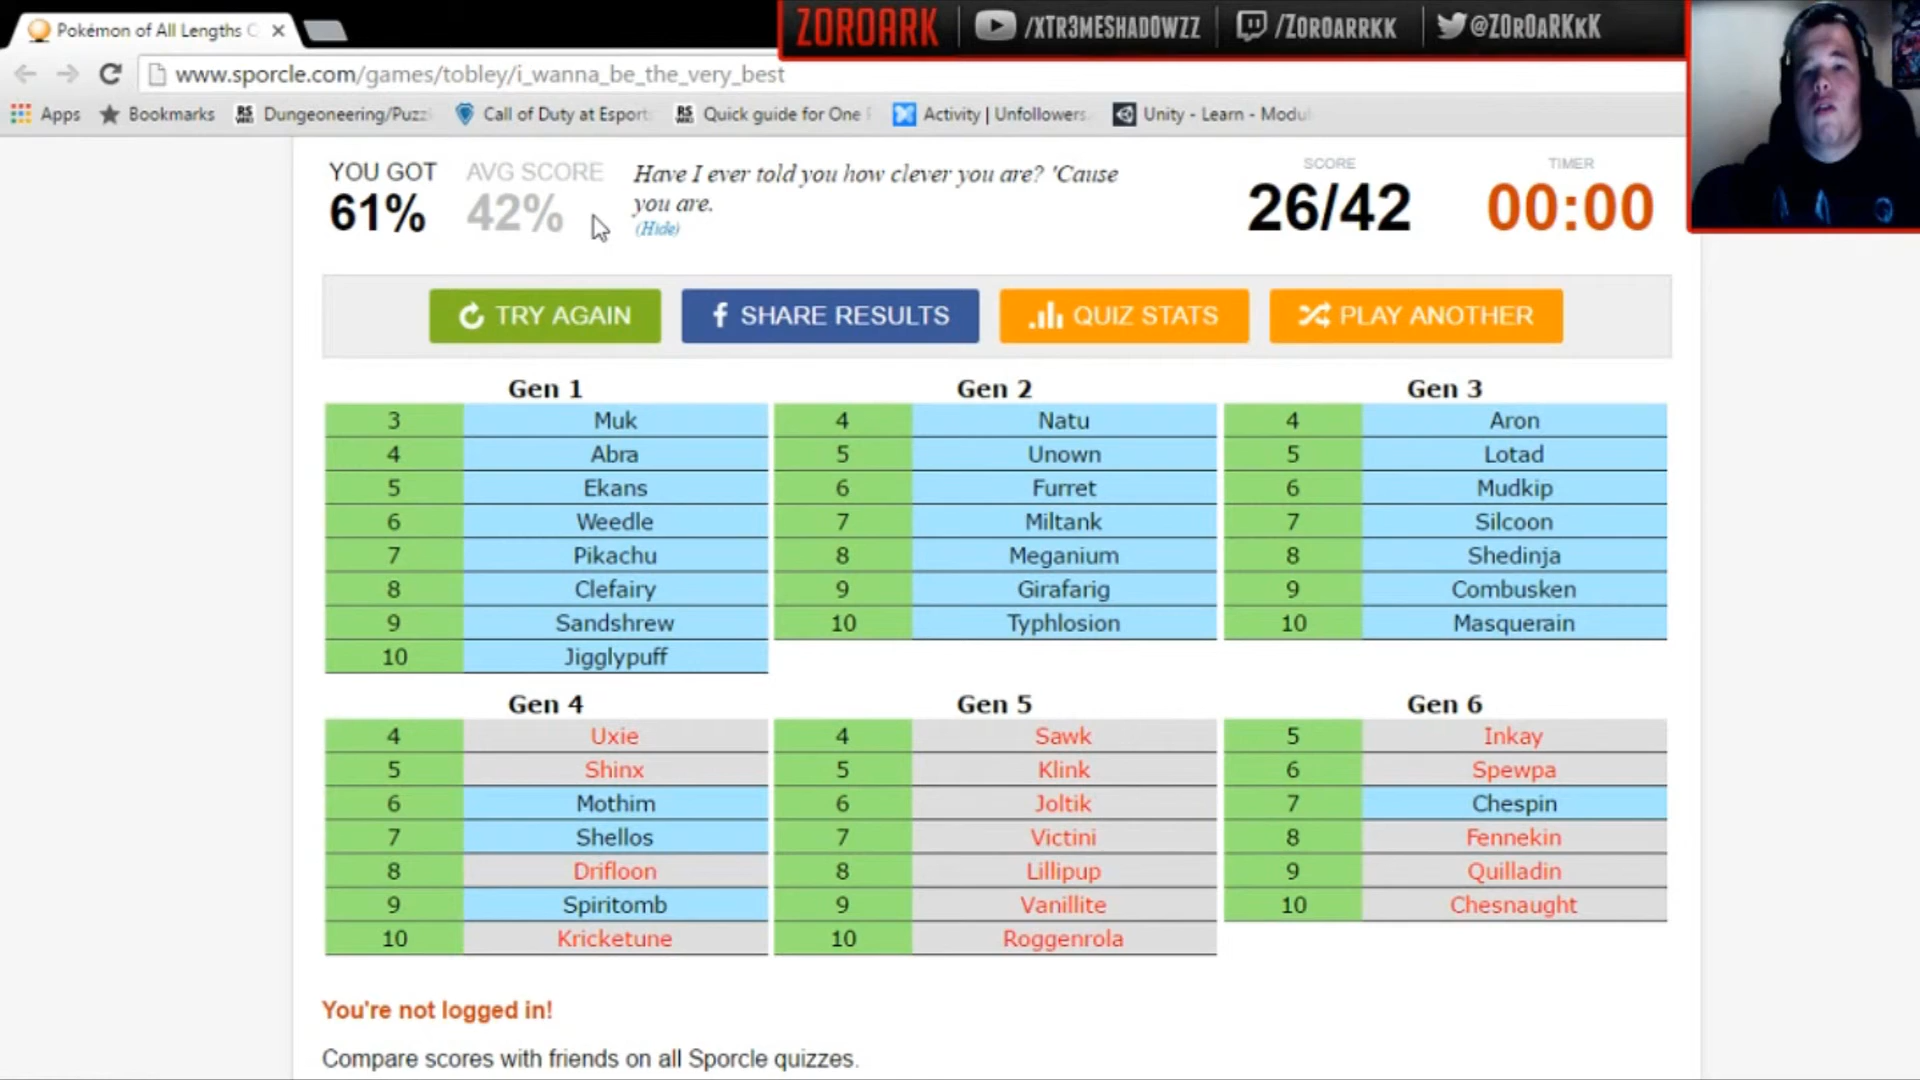 Pokémon of All Lengths
ZOROARK
/XTR3MESHADOWZZ
/ZOROARRKK
@ZOROARKKK
www.sporcle.com/games/tobley/i_wanna_be_the_very_best
Apps
Bookmarks
Dungeoneering/Puzz
Call of Duty at Esport
Quick guide for One
Activity | Unfollowers
Unity - Learn - Modu
YOU GOT
61%
AVG SCORE
42%
Have I ever told you how clever you are? 'Cause
you are.
(Hide)
SCORE
26/42
TIMER
00:00
TRY AGAIN
SHARE RESULTS
QUIZ STATS
PLAY ANOTHER
Gen 1
3 Muk
4 Abra
5 Ekans
6 Weedle
7 Pikachu
8 Clefairy
9 Sandshrew
10 Jigglypuff
Gen 2
4 Natu
5 Unown
6 Furret
7 Miltank
8 Meganium
9 Girafarig
10 Typhlosion
Gen 3
4 Aron
5 Lotad
6 Mudkip
7 Silcoon
8 Shedinja
9 Combusken
10 Masquerain
Gen 4
4 Uxie
5 Shinx
6 Mothim
7 Shellos
8 Drifloon
9 Spiritomb
10 Kricketune
Gen 5
4 Sawk
5 Klink
6 Joltik
7 Victini
8 Lillipup
9 Vanillite
10 Roggenrola
Gen 6
5 Inkay
6 Spewpa
7 Chespin
8 Fennekin
9 Quilladin
10 Chesnaught
You're not logged in!
Compare scores with friends on all Sporcle quizzes.